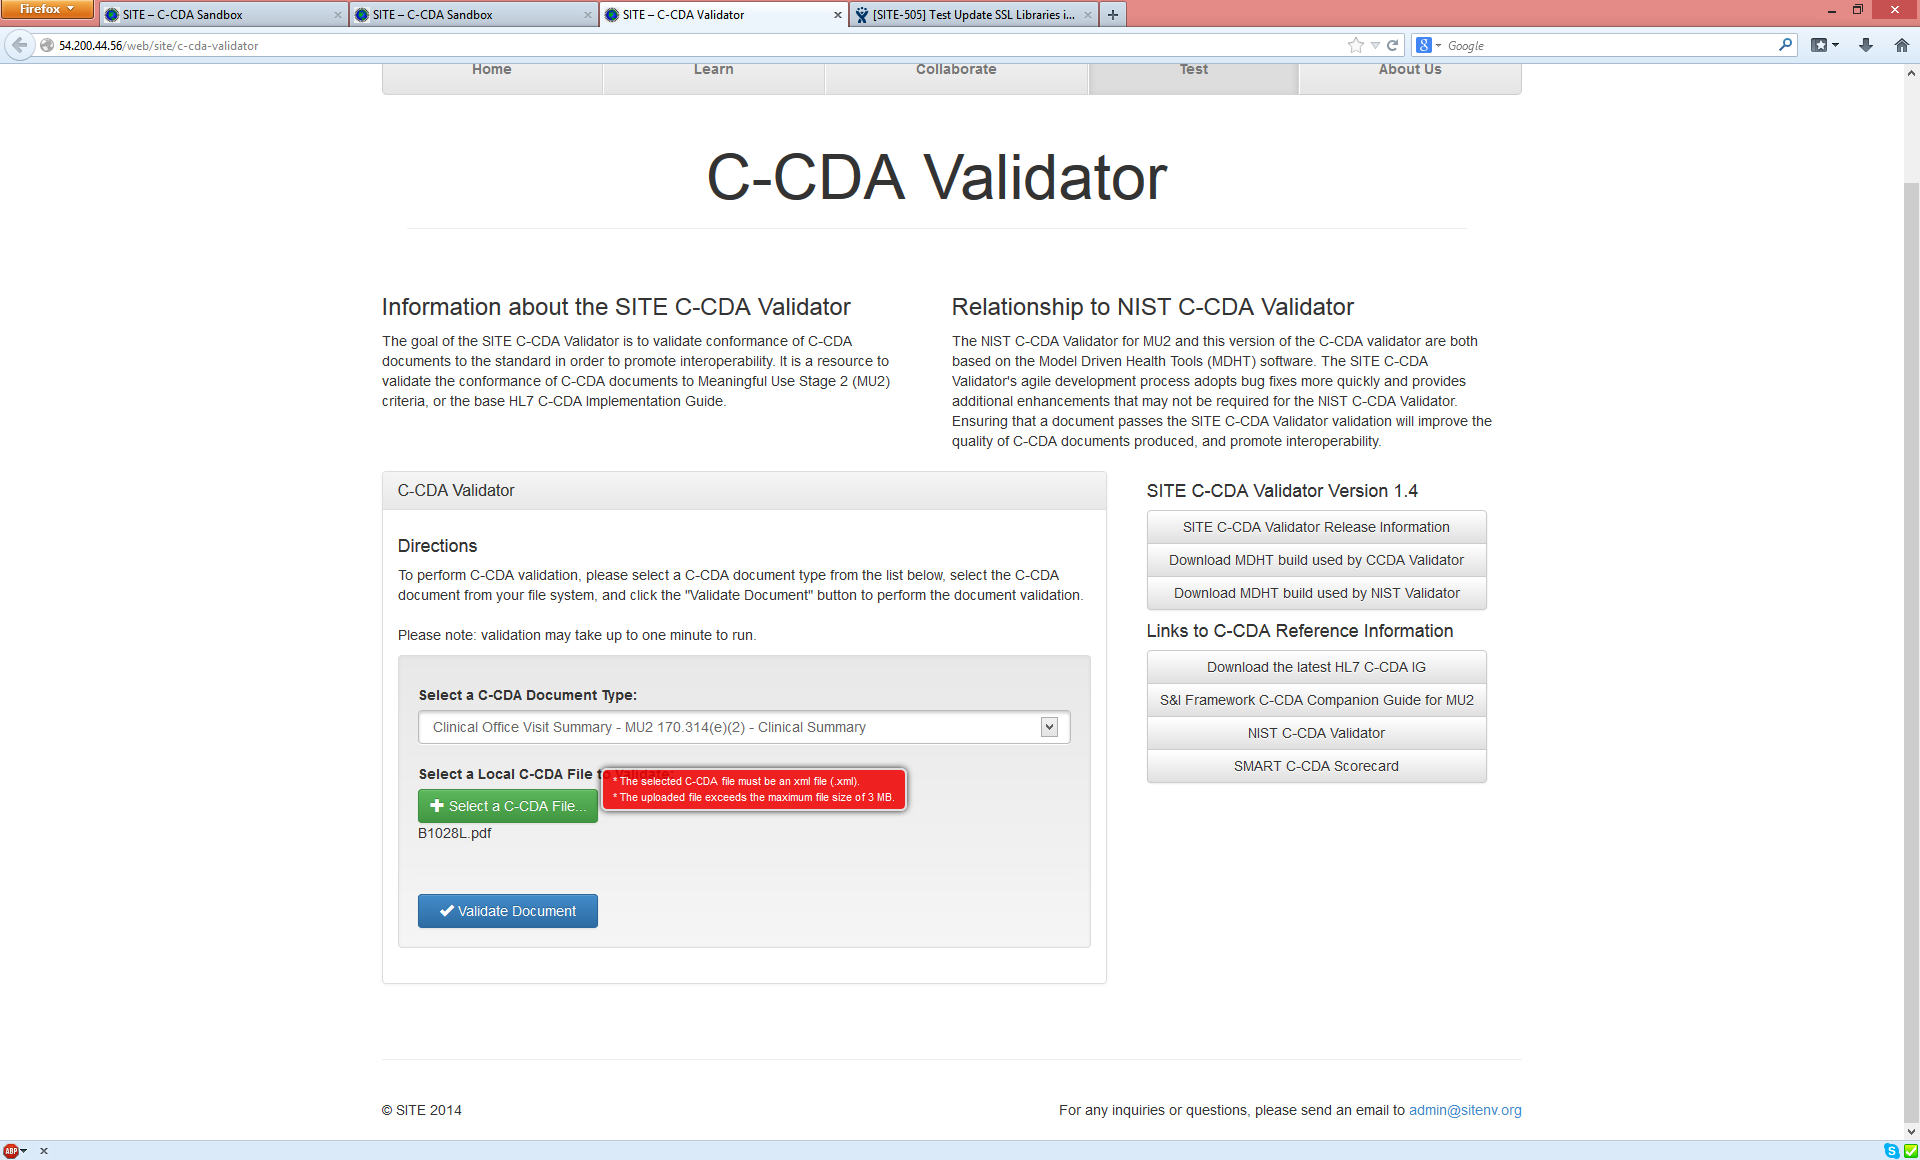 Firefox
SITE – C-CDA Sandbox
SITE – C-CDA Sandbox
SITE – C-CDA Validator
[SITE-505] Test Update SSL Libraries i...
54.200.44.56/web/site/c-cda-validator
Google
Home
Learn
Collaborate
Test
About Us
C-CDA Validator
Information about the SITE C-CDA Validator
The goal of the SITE C-CDA Validator is to validate conformance of C-CDA
documents to the standard in order to promote interoperability. It is a resource to
validate the conformance of C-CDA documents to Meaningful Use Stage 2 (MU2)
criteria, or the base HL7 C-CDA Implementation Guide.
Relationship to NIST C-CDA Validator
The NIST C-CDA Validator for MU2 and this version of the C-CDA validator are both
based on the Model Driven Health Tools (MDHT) software. The SITE C-CDA
Validator's agile development process adopts bug fixes more quickly and provides
additional enhancements that may not be required for the NIST C-CDA Validator.
Ensuring that a document passes the SITE C-CDA Validator validation will improve the
quality of C-CDA documents produced, and promote interoperability.
C-CDA Validator
Directions
To perform C-CDA validation, please select a C-CDA document type from the list below, select the C-CDA
document from your file system, and click the "Validate Document" button to perform the document validation.
Please note: validation may take up to one minute to run.
Select a C-CDA Document Type:
Clinical Office Visit Summary - MU2 170.314(e)(2) - Clinical Summary
Select a Local C-CDA File to Validate:
* The selected C-CDA file must be an xml file (.xml).
* The uploaded file exceeds the maximum file size of 3 MB.
Select a C-CDA File...
B1028L.pdf
Validate Document
SITE C-CDA Validator Version 1.4
SITE C-CDA Validator Release Information
Download MDHT build used by CCDA Validator
Download MDHT build used by NIST Validator
Links to C-CDA Reference Information
Download the latest HL7 C-CDA IG
S&I Framework C-CDA Companion Guide for MU2
NIST C-CDA Validator
SMART C-CDA Scorecard
© SITE 2014
For any inquiries or questions, please send an email to admin@sitenv.org
ABP